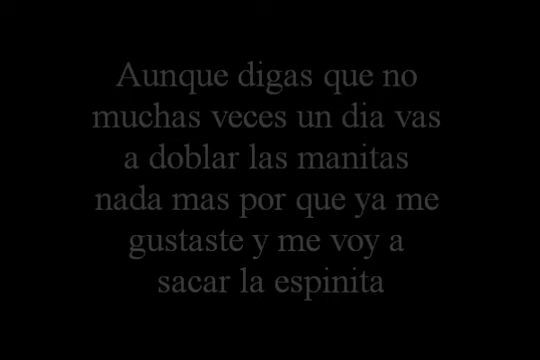 Aunque digas que no
muchas veces un dia vas
a doblar las manitas
nada mas por que ya me
gustaste y me voy a
sacar la espinita